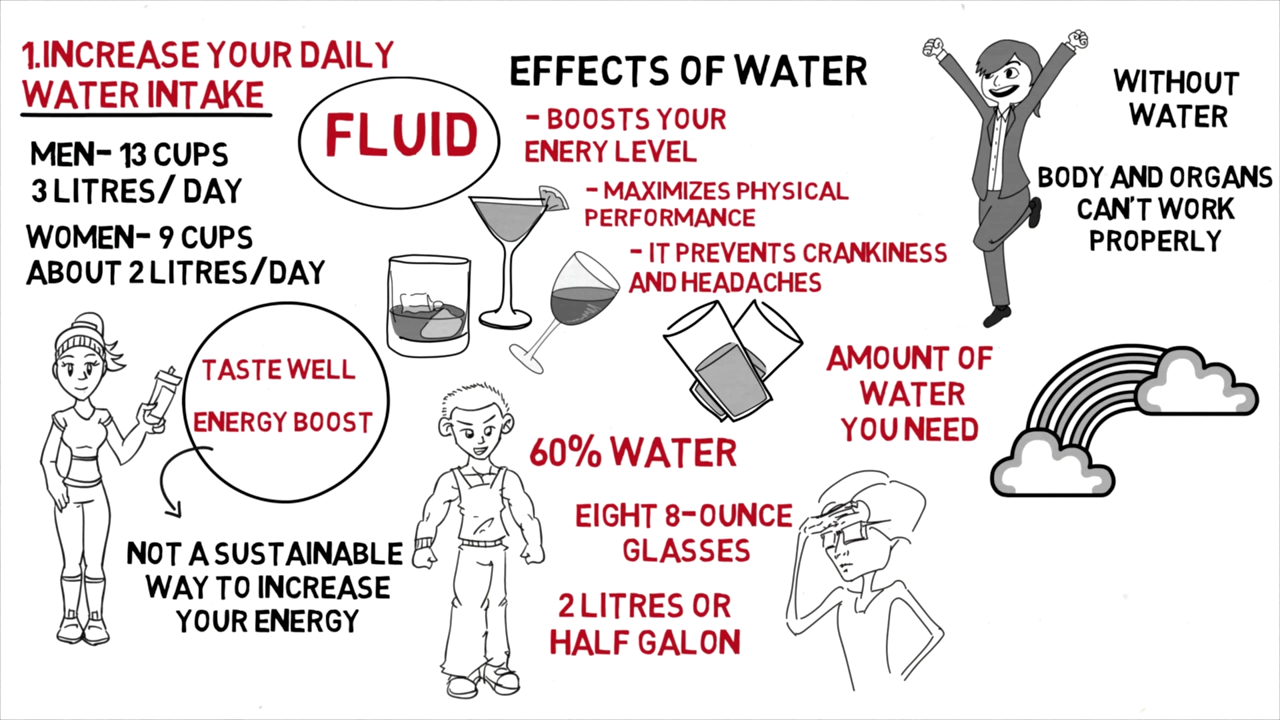 1.INCREASE YOUR DAILY
WATER INTAKE
MEN- 13 CUPS
3 LITRES/ DAY
WOMEN- 9 CUPS
ABOUT 2 LITRES/DAY
FLUID
EFFECTS OF WATER
- BOOSTS YOUR
ENERY LEVEL
- MAXIMIZES PHYSICAL
PERFORMANCE
- IT PREVENTS CRANKINESS
AND HEADACHES
WITHOUT
WATER
BODY AND ORGANS
CAN'T WORK
PROPERLY
TASTE WELL
ENERGY BOOST
NOT A SUSTAINABLE
WAY TO INCREASE
YOUR ENERGY
60% WATER
EIGHT 8-OUNCE
GLASSES
2 LITRES OR
HALF GALON
AMOUNT OF
WATER
YOU NEED